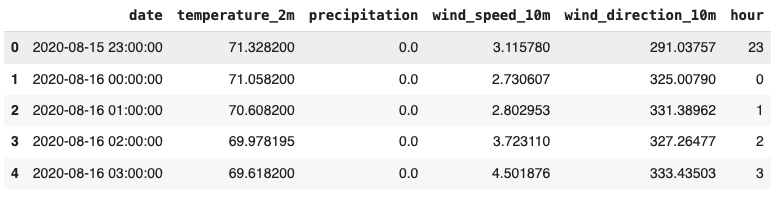 date temperature_2m precipitation wind_speed_10m wind_direction_10m hour
0 2020-08-15 23:00:00 71.328200 0.0 3.115780 291.03757 23
1 2020-08-16 00:00:00 71.058200 0.0 2.730607 325.00790 0
2 2020-08-16 01:00:00 70.608200 0.0 2.802953 331.38962 1
3 2020-08-16 02:00:00 69.978195 0.0 3.723110 327.26477 2
4 2020-08-16 03:00:00 69.618200 0.0 4.501876 333.43503 3